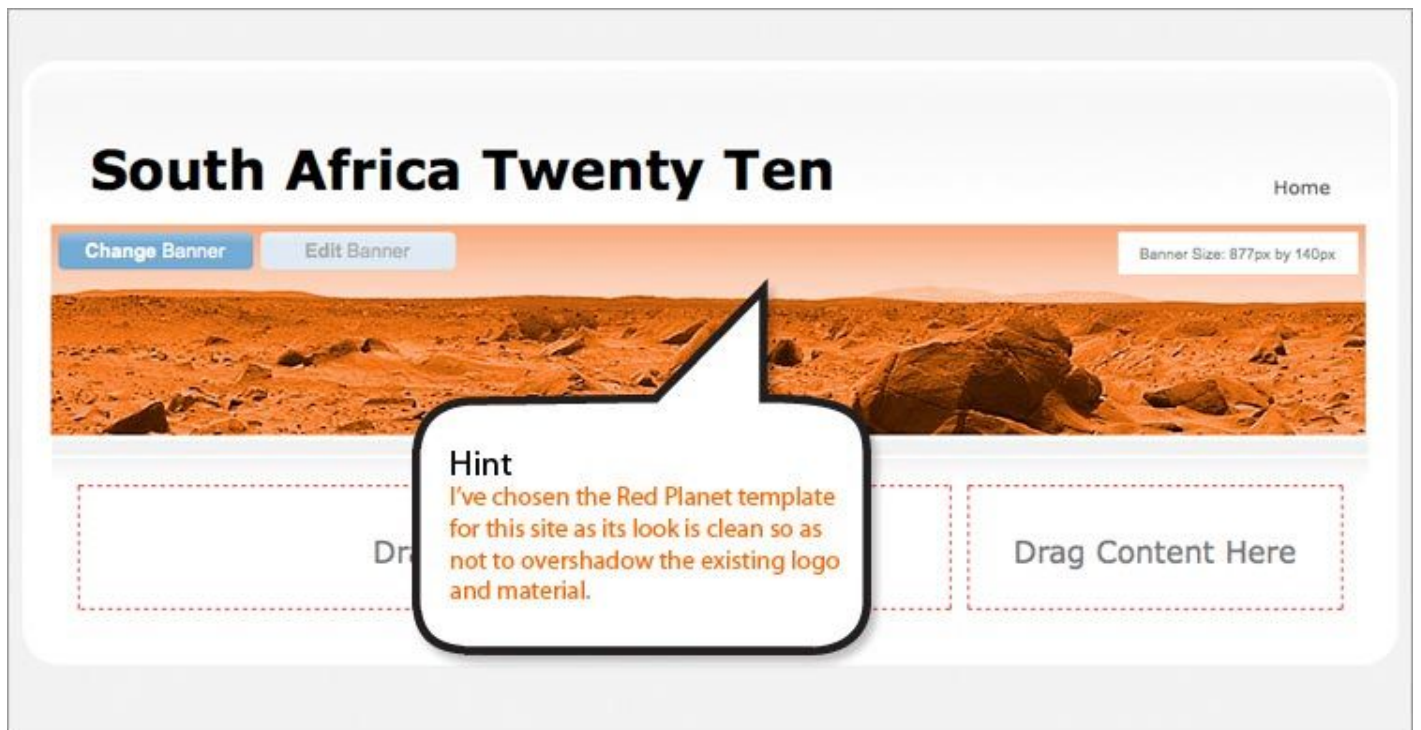 South Africa Twenty Ten
Home
Change Banner
Edit Banner
Banner Size: 877px by 140px
Hint
I've chosen the Red Planet template
for this site as its look is clean so as
not to overshadow the existing logo
and material.
Drag Content Here